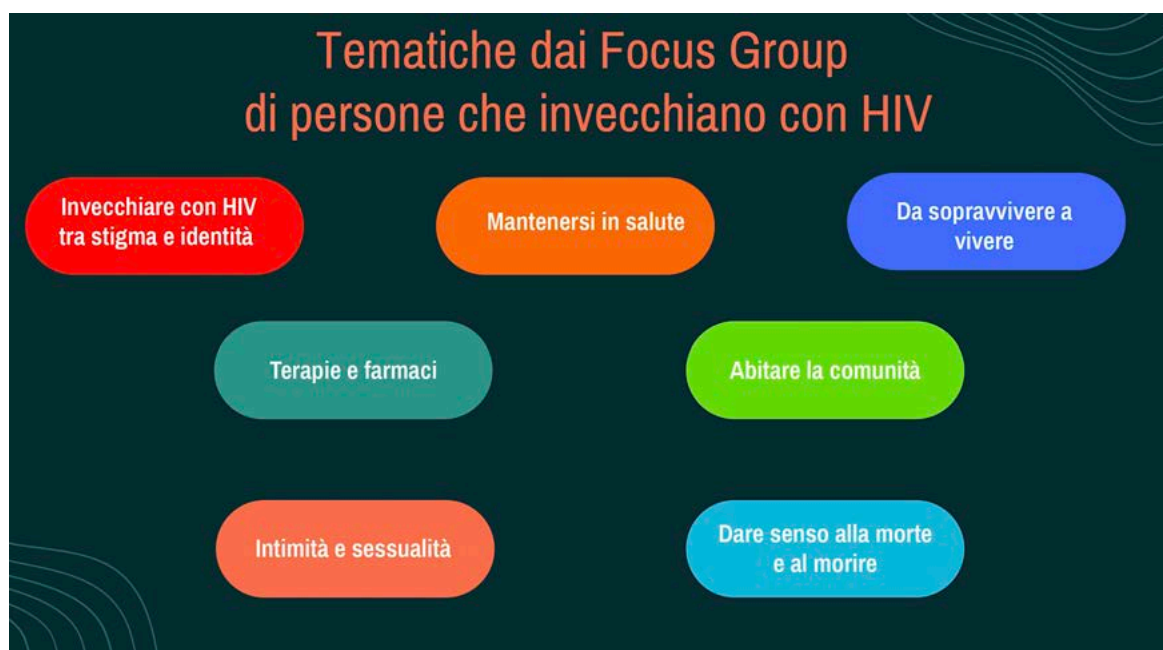 Tematiche dai Focus Group
di persone che invecchiano con HIV
Invecchiare con HIV
tra stigma e identità
Mantenersi in salute
Da sopravvivere a
vivere
Terapie e farmaci
Abitare la comunità
Intimità e sessualità
Dare senso alla morte
e al morire